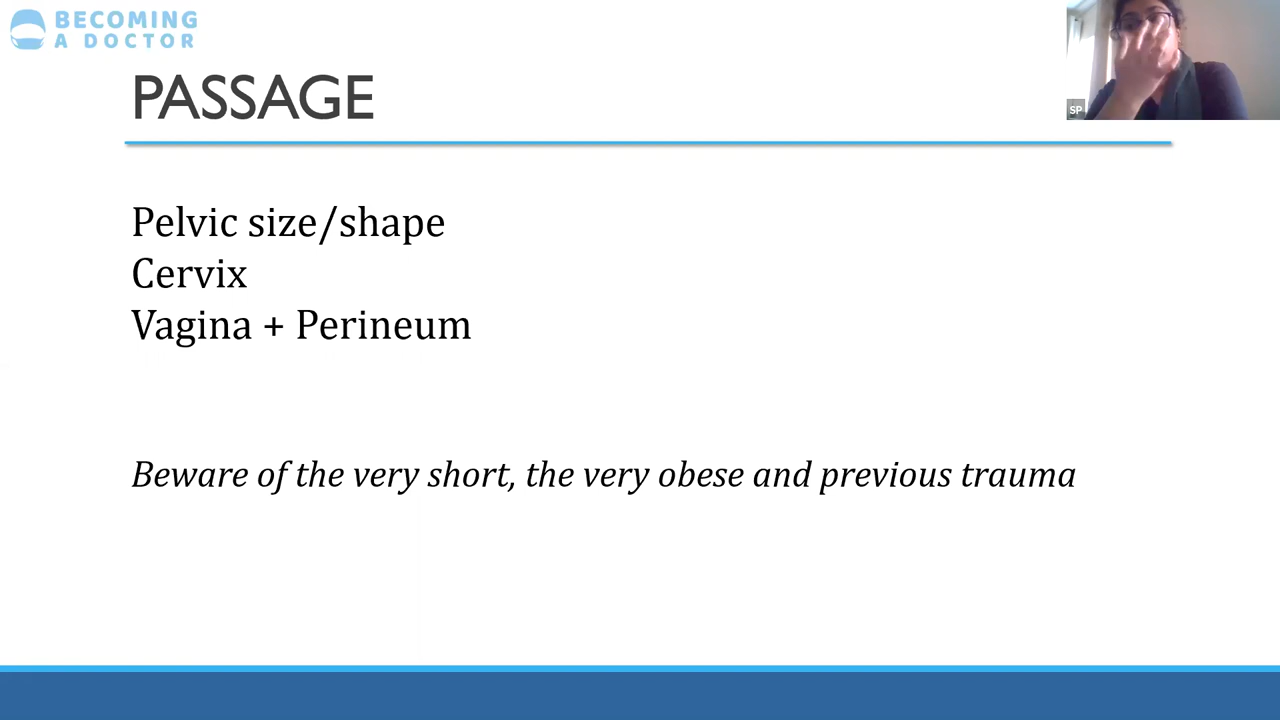 BECOMING
A DOCTOR
SP
PASSAGE
Pelvic size/shape
Cervix
Vagina + Perineum
Beware of the very short, the very obese and previous trauma